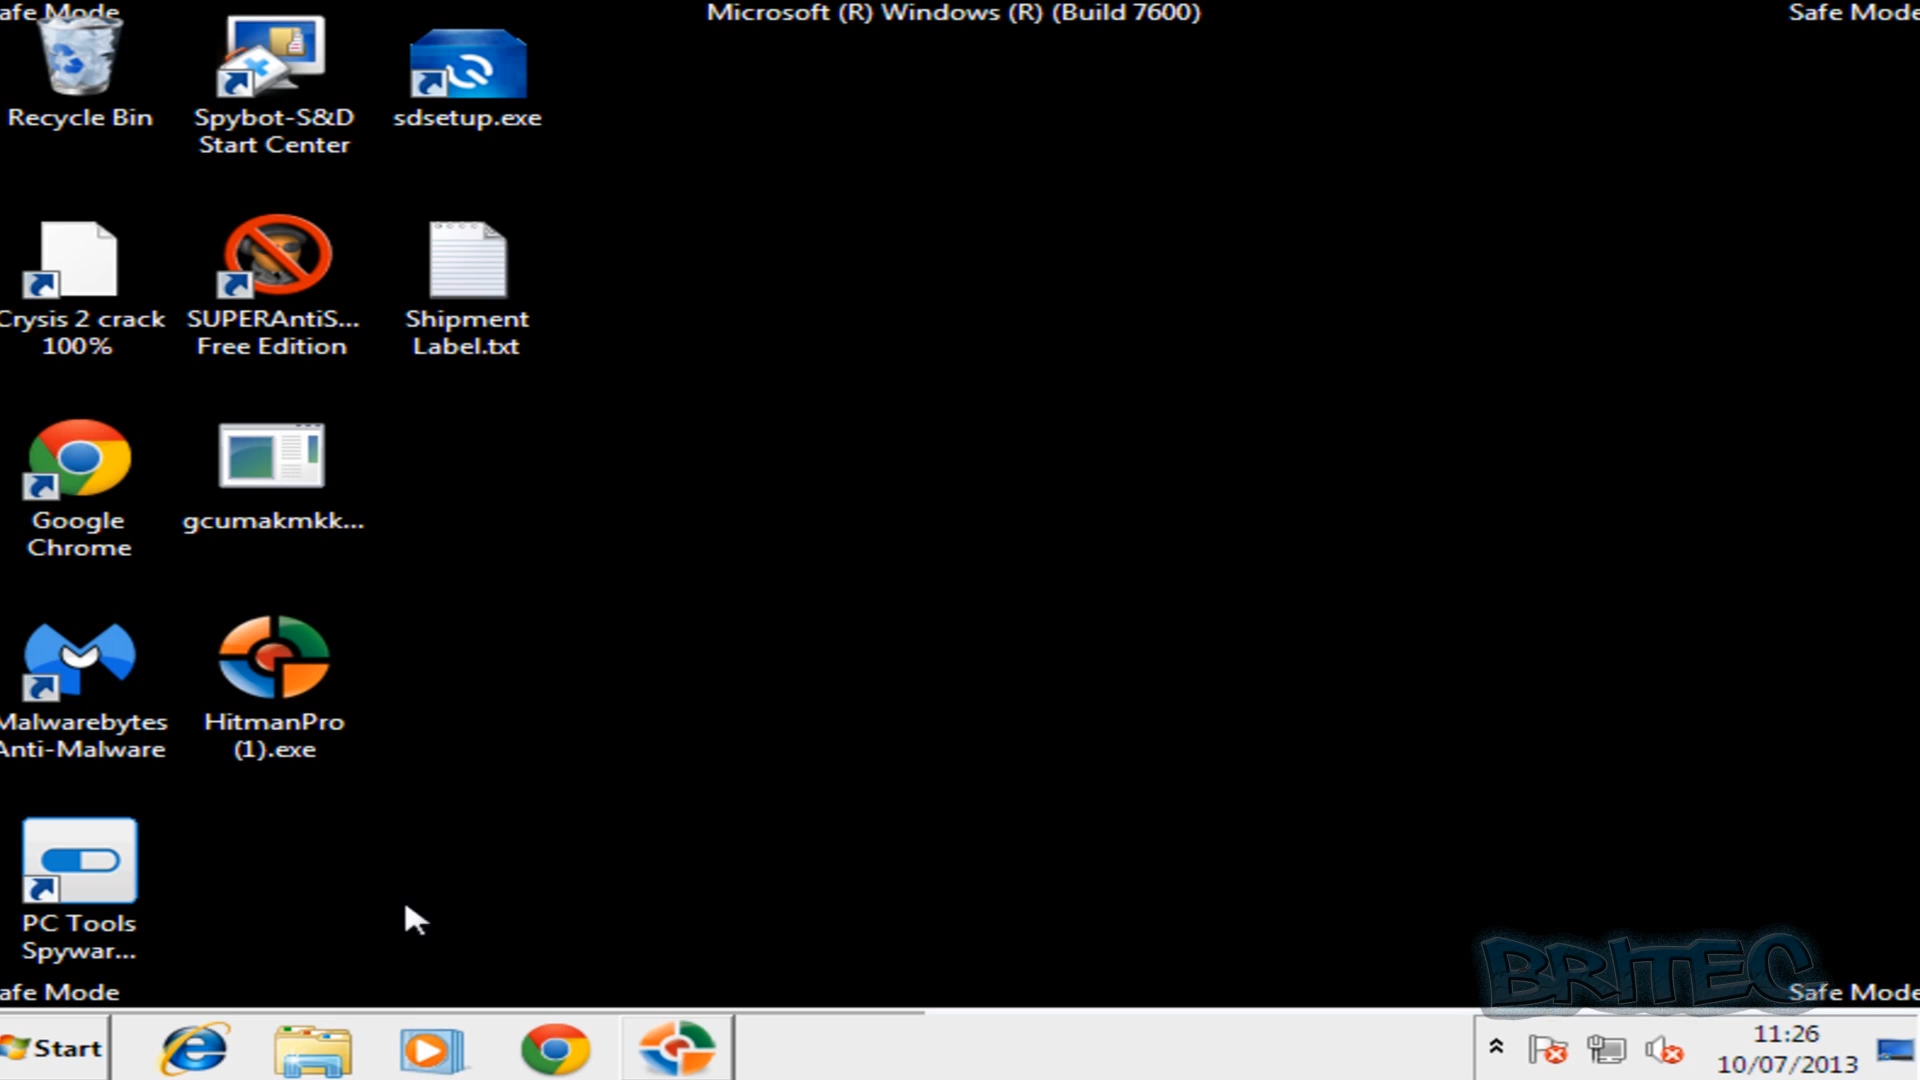 afe Mode
Microsoft (R) Windows (R) (Build 7600)
Safe Mode
Recycle Bin
Spybot-S&D
Start Center
sdsetup.exe
Crysis 2 crack
100%
SUPERAntiS...
Free Edition
Shipment
Label.txt
Google
Chrome
gcumakmkk...
Malwarebytes
Anti-Malware
HitmanPro
(1).exe
PC Tools
Spywar...
BRITEC
afe Mode
Safe Mode
Start
11:26
10/07/2013